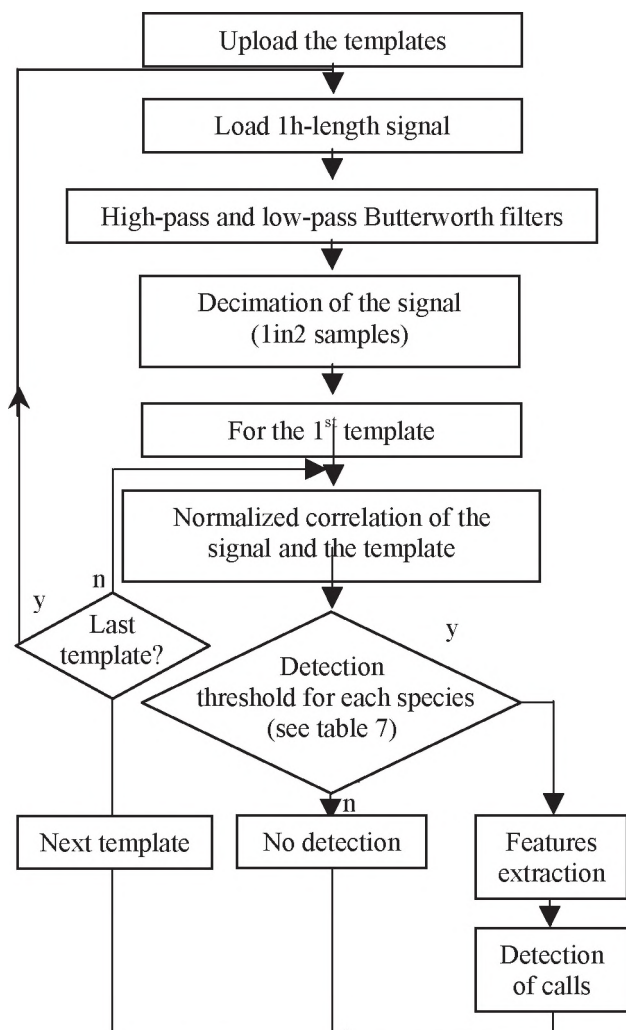 Upload the templates
Load 1h-length signal
High-pass and low-pass Butterworth filters
Decimation of the signal
(1in2 samples)
For the 1st template
Normalized correlation of the
signal and the template
n
y
Last
template?
y
Detection
threshold for each species
(see table 7)
n
Next template
No detection
Features
extraction
Detection
of calls